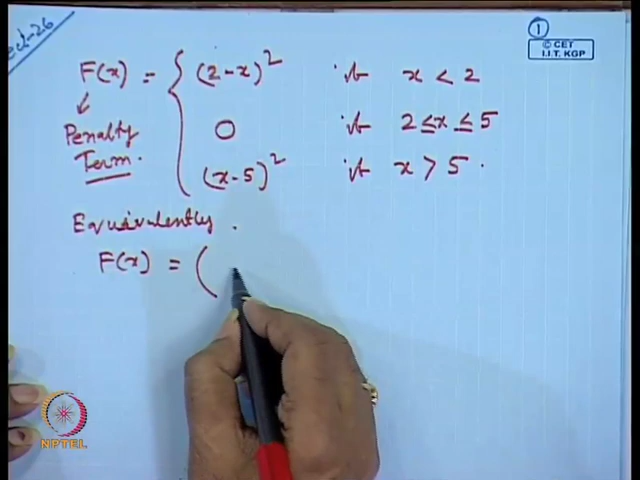 Lect-26
1
© CET
I.I.T. KGP
F(x) = { (2-x)² if x < 2
0 if 2 ≤ x ≤ 5
(x-5)² if x > 5.
Penalty
Term.
Equivalently.
F(x) = (
NPTEL